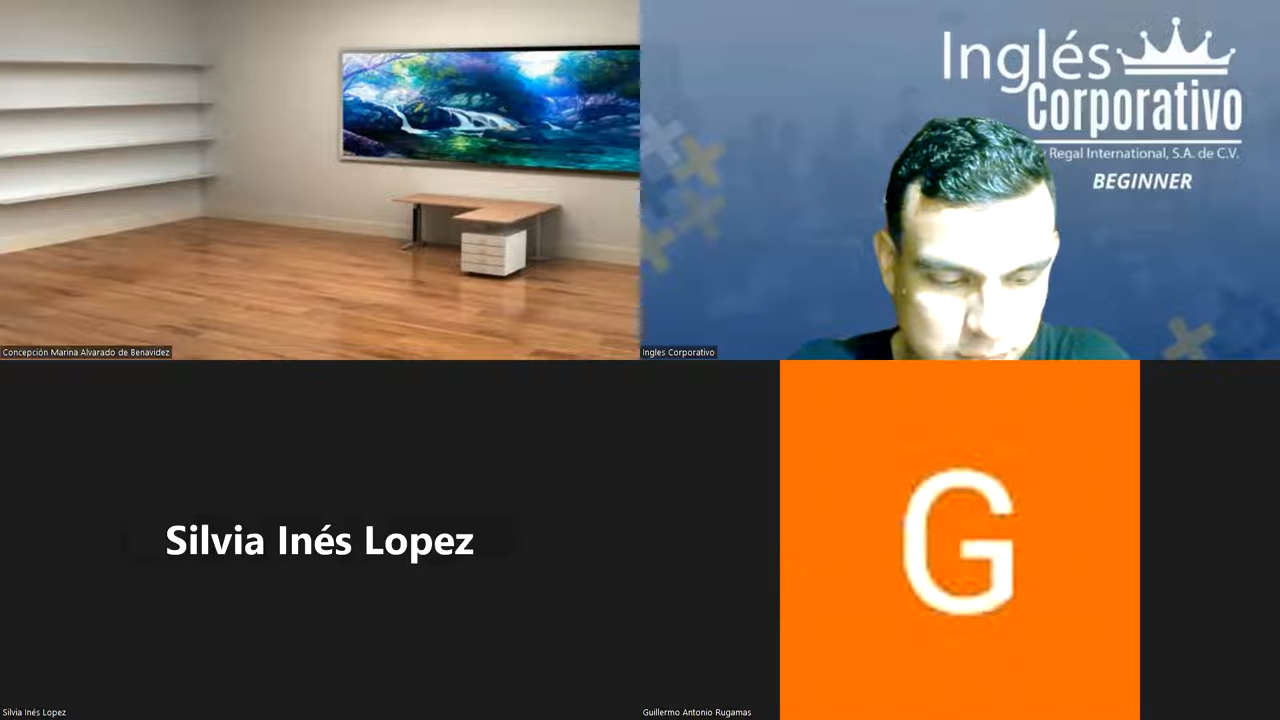 Inglés
Corporativo
Regal International, S.A. de C.V.
BEGINNER
Concepción Marina Alvarado de Benavidez
Ingles Corporativo
Silvia Inés Lopez
G
Silvia Inés Lopez
Guillermo Antonio Rugamas